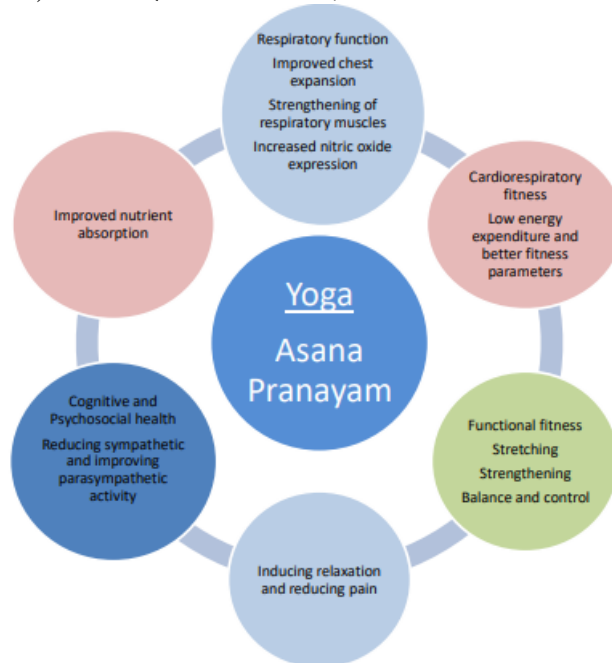 Respiratory function
Improved chest
expansion
Strengthening of
respiratory muscles
Increased nitric oxide
expression
Cardiorespiratory
fitness
Low energy
expenditure and
better fitness
parameters
Functional fitness
Stretching
Strengthening
Balance and control
Inducing relaxation
and reducing pain
Cognitive and
Psychosocial health
Reducing sympathetic
and improving
parasympathetic
activity
Improved nutrient
absorption
Yoga
Asana
Pranayam